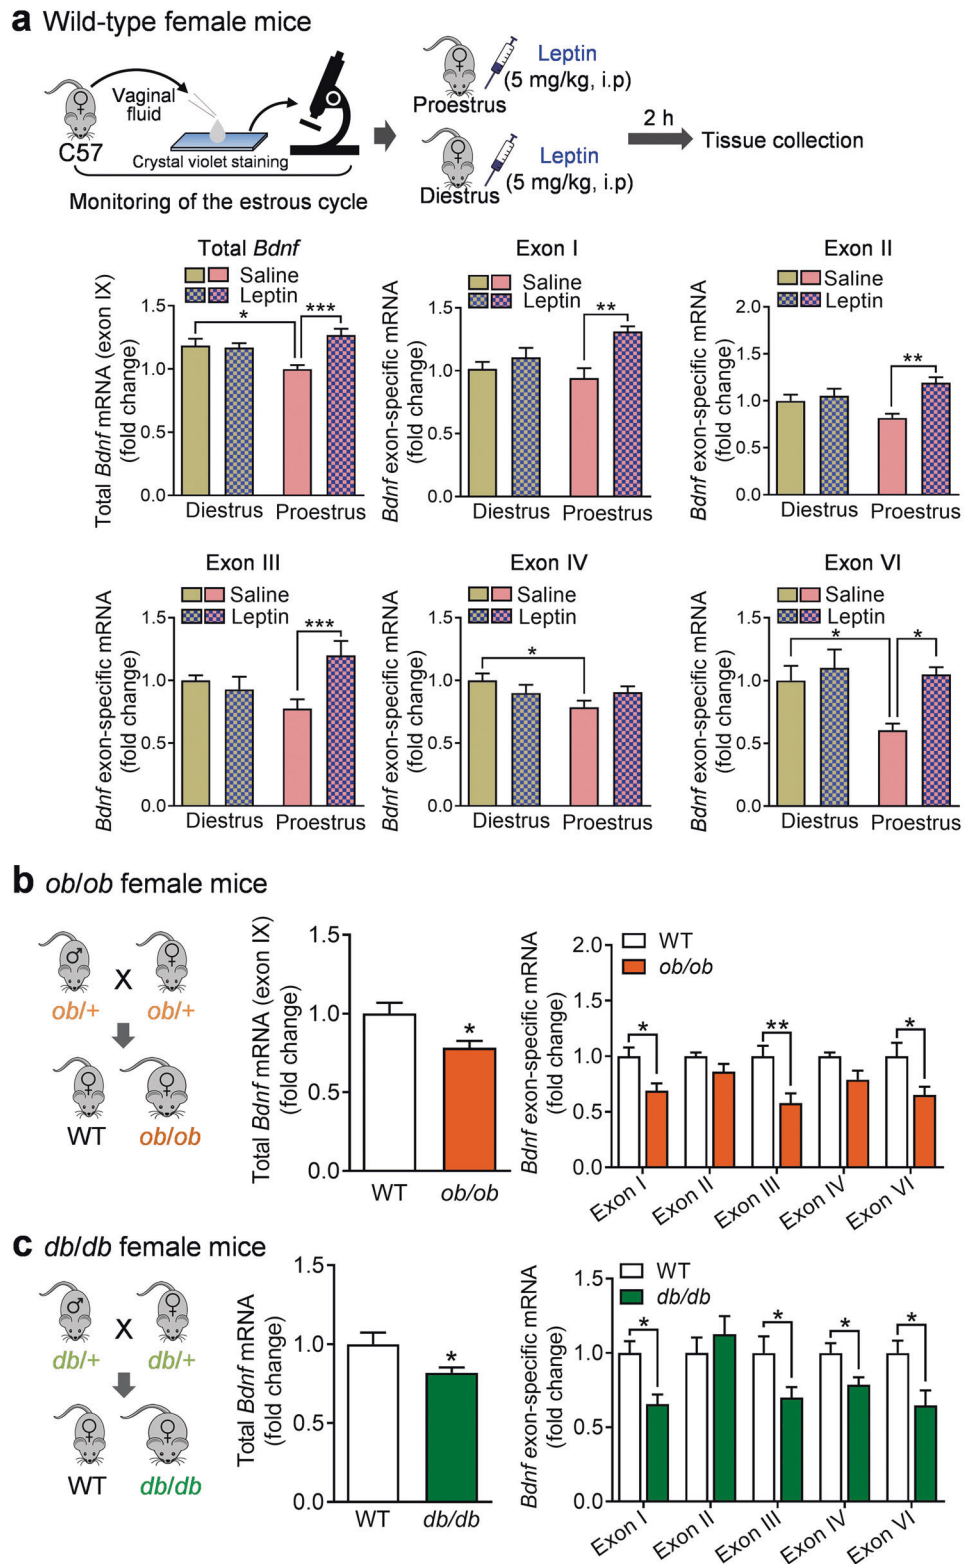 a Wild-type female mice
C57
Vaginal
fluid
Crystal violet staining
Monitoring of the estrous cycle
Leptin
(5 mg/kg, i.p)
Proestrus
Leptin
(5 mg/kg, i.p)
Diestrus
2 h
Tissue collection
Total Bdnf
Saline
Leptin
Total Bdnf mRNA (exon IX)
(fold change)
1.5
1.0
0.5
0.0
*
***
Diestrus
Proestrus
Exon I
Saline
Leptin
Bdnf exon-specific mRNA
(fold change)
1.5
1.0
0.5
0.0
**
Diestrus
Proestrus
Exon II
Saline
Leptin
Bdnf exon-specific mRNA
(fold change)
2.0
1.5
1.0
0.5
0.0
**
Diestrus
Proestrus
Exon III
Saline
Leptin
Bdnf exon-specific mRNA
(fold change)
1.5
1.0
0.5
0.0
***
Diestrus
Proestrus
Exon IV
Saline
Leptin
Bdnf exon-specific mRNA
(fold change)
1.5
1.0
0.5
0.0
*
Diestrus
Proestrus
Exon VI
Saline
Leptin
Bdnf exon-specific mRNA
(fold change)
1.5
1.0
0.5
0.0
*
*
Diestrus
Proestrus
b ob/ob female mice
♂
♀
X
ob/+
ob/+
♀
♀
WT
ob/ob
Total Bdnf mRNA (exon IX)
(fold change)
1.5
1.0
0.5
0.0
*
WT
ob/ob
Bdnf exon-specific mRNA
(fold change)
WT
ob/ob
2.0
1.5
1.0
0.5
0.0
*
**
*
Exon I
Exon II
Exon III
Exon IV
Exon VI
c db/db female mice
♂
♀
X
db/+
db/+
♀
♀
WT
db/db
Total Bdnf mRNA
(fold change)
1.5
1.0
0.5
0.0
*
WT
db/db
Bdnf exon-specific mRNA
(fold change)
WT
db/db
1.5
1.0
0.5
0.0
*
*
*
*
Exon I
Exon II
Exon III
Exon IV
Exon VI